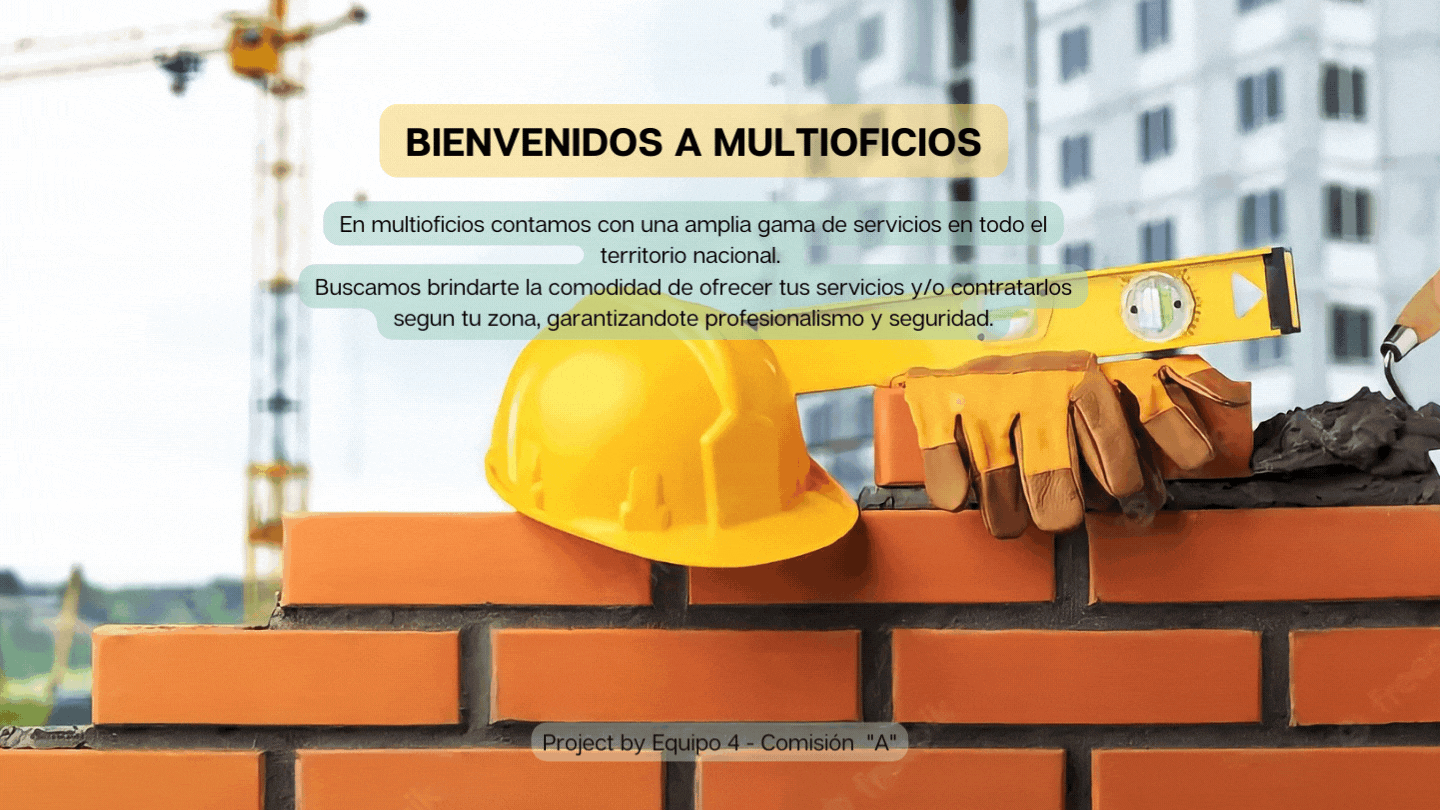 BIENVENIDOS A MULTIOFICIOS
En multioficios contamos con una amplia gama de servicios en todo el
territorio nacional.
Buscamos brindarte la comodidad de ofrecer tus servicios y/o contratarlos
segun tu zona, garantizandote profesionalismo y seguridad.
Project by Equipo 4 - Comisión "A"